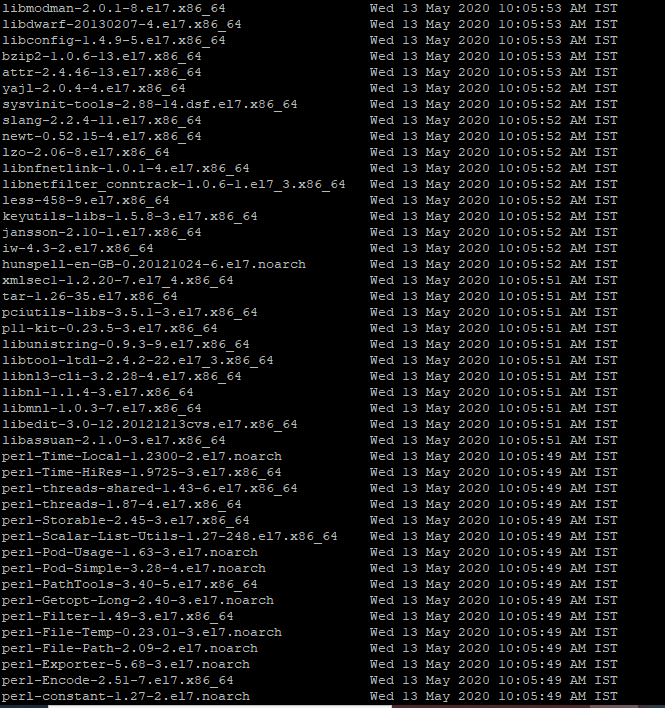 libmodman-2.0.1-8.el7.x86_64 Wed 13 May 2020 10:05:53 AM IST
libdwarf-20130207-4.el7.x86_64 Wed 13 May 2020 10:05:53 AM IST
libconfig-1.4.9-5.el7.x86_64 Wed 13 May 2020 10:05:53 AM IST
bzip2-1.0.6-13.el7.x86_64 Wed 13 May 2020 10:05:53 AM IST
attr-2.4.46-13.el7.x86_64 Wed 13 May 2020 10:05:53 AM IST
yajl-2.0.4-4.el7.x86_64 Wed 13 May 2020 10:05:52 AM IST
sysvinit-tools-2.88-14.dsf.el7.x86_64 Wed 13 May 2020 10:05:52 AM IST
slang-2.2.4-11.el7.x86_64 Wed 13 May 2020 10:05:52 AM IST
newt-0.52.15-4.el7.x86_64 Wed 13 May 2020 10:05:52 AM IST
lzo-2.06-8.el7.x86_64 Wed 13 May 2020 10:05:52 AM IST
libnfnetlink-1.0.1-4.el7.x86_64 Wed 13 May 2020 10:05:52 AM IST
libnetfilter_conntrack-1.0.6-1.el7_3.x86_64 Wed 13 May 2020 10:05:52 AM IST
less-458-9.el7.x86_64 Wed 13 May 2020 10:05:52 AM IST
keyutils-libs-1.5.8-3.el7.x86_64 Wed 13 May 2020 10:05:52 AM IST
jansson-2.10-1.el7.x86_64 Wed 13 May 2020 10:05:52 AM IST
iw-4.3-2.el7.x86_64 Wed 13 May 2020 10:05:52 AM IST
hunspell-en-GB-0.20121024-6.el7.noarch Wed 13 May 2020 10:05:52 AM IST
xmlsec1-1.2.20-7.el7_4.x86_64 Wed 13 May 2020 10:05:51 AM IST
tar-1.26-35.el7.x86_64 Wed 13 May 2020 10:05:51 AM IST
pciutils-libs-3.5.1-3.el7.x86_64 Wed 13 May 2020 10:05:51 AM IST
p11-kit-0.23.5-3.el7.x86_64 Wed 13 May 2020 10:05:51 AM IST
libunistring-0.9.3-9.el7.x86_64 Wed 13 May 2020 10:05:51 AM IST
libtool-ltdl-2.4.2-22.el7_3.x86_64 Wed 13 May 2020 10:05:51 AM IST
libnl3-cli-3.2.28-4.el7.x86_64 Wed 13 May 2020 10:05:51 AM IST
libnl-1.1.4-3.el7.x86_64 Wed 13 May 2020 10:05:51 AM IST
libmnl-1.0.3-7.el7.x86_64 Wed 13 May 2020 10:05:51 AM IST
libedit-3.0-12.20121213cvs.el7.x86_64 Wed 13 May 2020 10:05:51 AM IST
libassuan-2.1.0-3.el7.x86_64 Wed 13 May 2020 10:05:51 AM IST
perl-Time-Local-1.2300-2.el7.noarch Wed 13 May 2020 10:05:49 AM IST
perl-Time-HiRes-1.9725-3.el7.x86_64 Wed 13 May 2020 10:05:49 AM IST
perl-threads-shared-1.43-6.el7.x86_64 Wed 13 May 2020 10:05:49 AM IST
perl-threads-1.87-4.el7.x86_64 Wed 13 May 2020 10:05:49 AM IST
perl-Storable-2.45-3.el7.x86_64 Wed 13 May 2020 10:05:49 AM IST
perl-Scalar-List-Utils-1.27-248.el7.x86_64 Wed 13 May 2020 10:05:49 AM IST
perl-Pod-Usage-1.63-3.el7.noarch Wed 13 May 2020 10:05:49 AM IST
perl-Pod-Simple-3.28-4.el7.noarch Wed 13 May 2020 10:05:49 AM IST
perl-PathTools-3.40-5.el7.x86_64 Wed 13 May 2020 10:05:49 AM IST
perl-Getopt-Long-2.40-3.el7.noarch Wed 13 May 2020 10:05:49 AM IST
perl-Filter-1.49-3.el7.x86_64 Wed 13 May 2020 10:05:49 AM IST
perl-File-Temp-0.23.01-3.el7.noarch Wed 13 May 2020 10:05:49 AM IST
perl-File-Path-2.09-2.el7.noarch Wed 13 May 2020 10:05:49 AM IST
perl-Exporter-5.68-3.el7.noarch Wed 13 May 2020 10:05:49 AM IST
perl-Encode-2.51-7.el7.x86_64 Wed 13 May 2020 10:05:49 AM IST
perl-constant-1.27-2.el7.noarch Wed 13 May 2020 10:05:49 AM IST